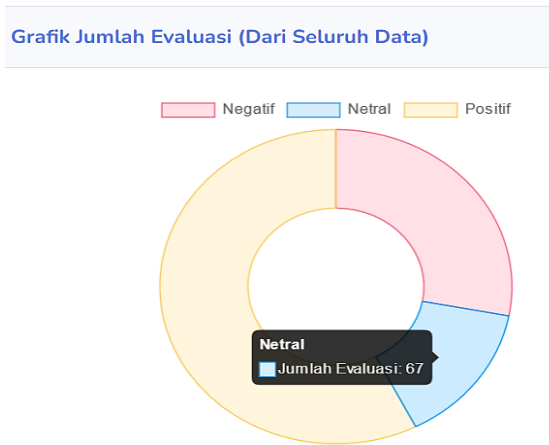 Grafik Jumlah Evaluasi (Dari Seluruh Data)
Negatif Netral Positif
Netral
Jumlah Evaluasi: 67